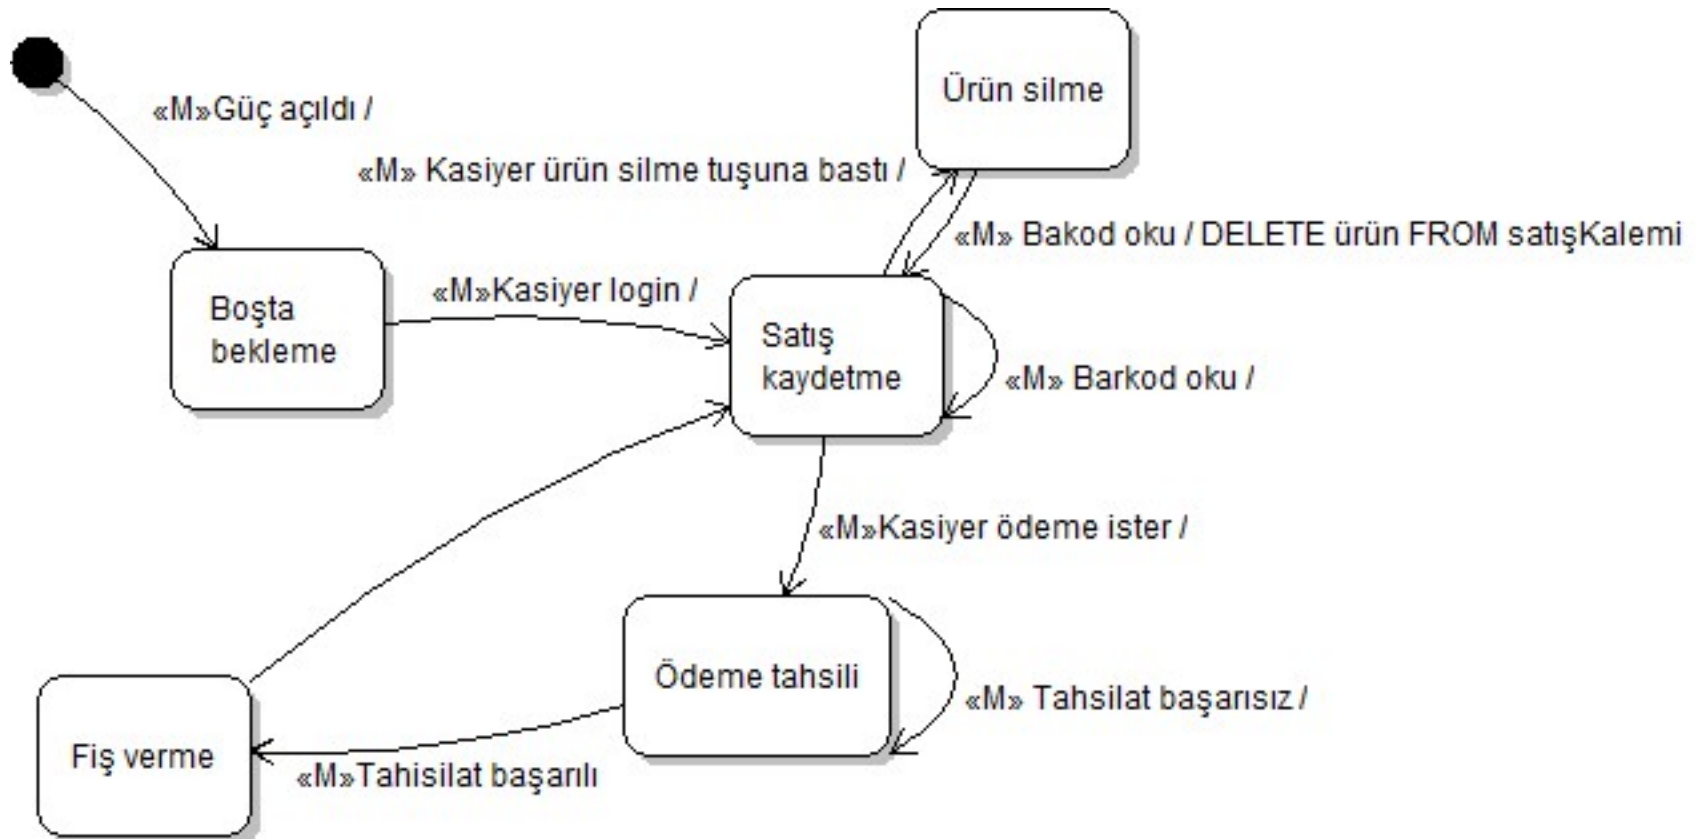 Ürün silme
«M»Güç açıldı /
«M» Kasiyer ürün silme tuşuna bastı /
«M» Bakod oku / DELETE ürün FROM satışKalemi
«M»Kasiyer login /
Boşta
bekleme
Satış
kaydetme
«M» Barkod oku /
«M»Kasiyer ödeme ister /
Ödeme tahsili
«M» Tahsilat başarısız /
Fiş verme
«M»Tahisilat başarılı